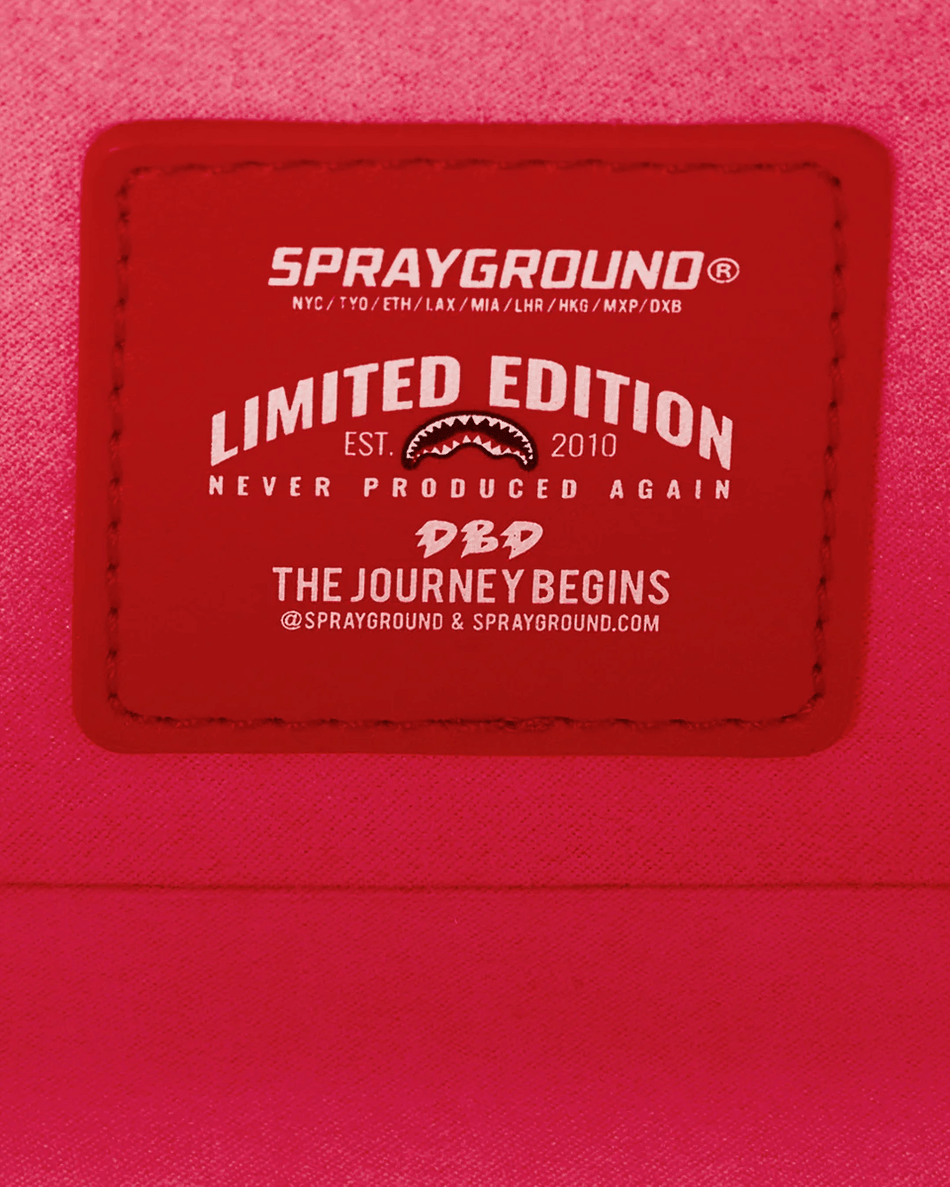 SPRAYGROUND®
NYC/TYO/ETH/LAX/MIA/LHR/HKG/MXP/DXB
LIMITED EDITION
EST. 2010
NEVER PRODUCED AGAIN
DBD
THE JOURNEY BEGINS
@SPRAYGROUND & SPRAYGROUND.COM